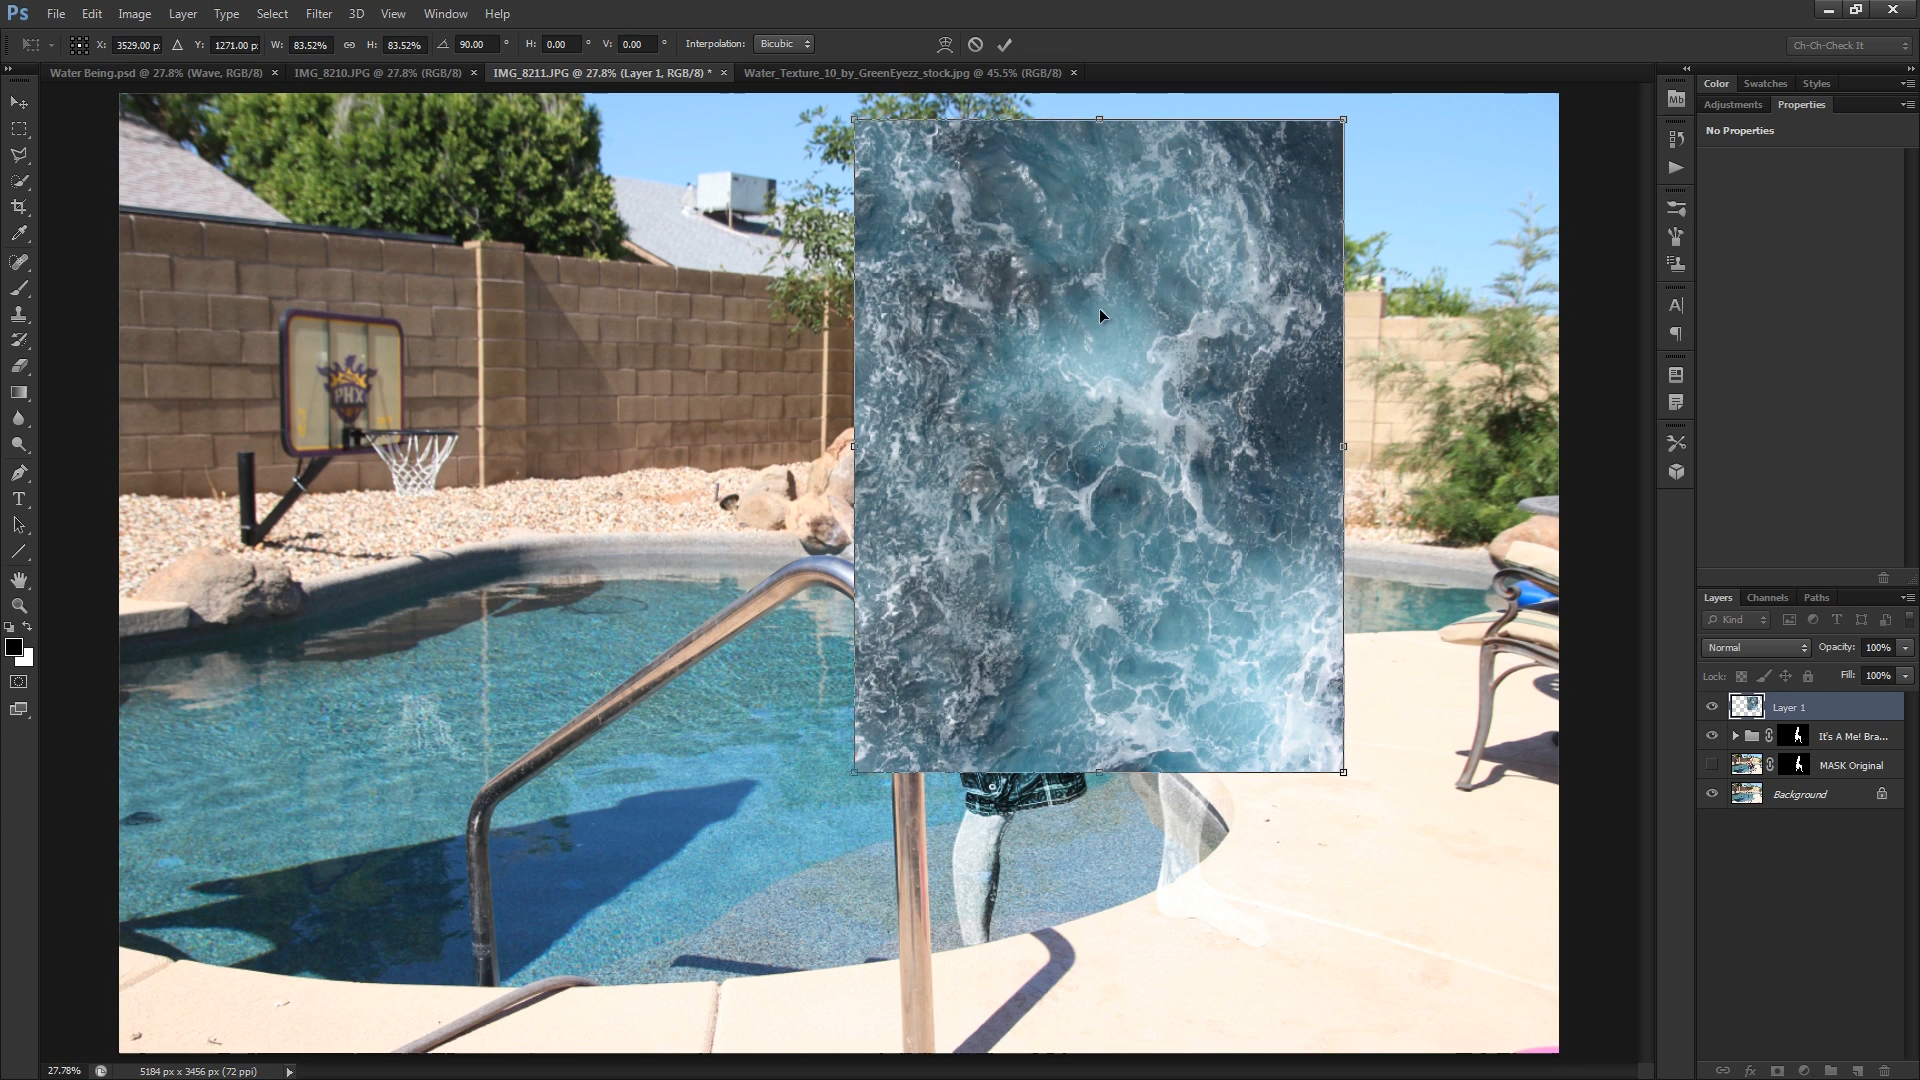 Ps File Edit Image Layer Type Select Filter 3D View Window Help
X: 3529.00 p: Y: 1271.00 p: W: 83.52% H: 83.52% 90.00 ° H: 0.00 ° V: 0.00 ° Interpolation: Bicubic Ch-Ch-Check It
Water Being.psd @ 27.8% (Wave, RGB/8) × IMG_8210.JPG @ 27.8% (RGB/8) × IMG_8211.JPG @ 27.8% (Layer 1, RGB/8) * × Water_Texture_10_by_GreenEyezz_stock.jpg @ 45.5% (RGB/8) ×
Color Swatches Styles
Adjustments Properties
No Properties
Mb
PHX
Layers Channels Paths
Kind
Normal Opacity: 100%
Lock: Fill: 100%
Layer 1
It's A Me! Bra...
MASK Original
Background
27.78% 5184 px x 3456 px (72 ppi)